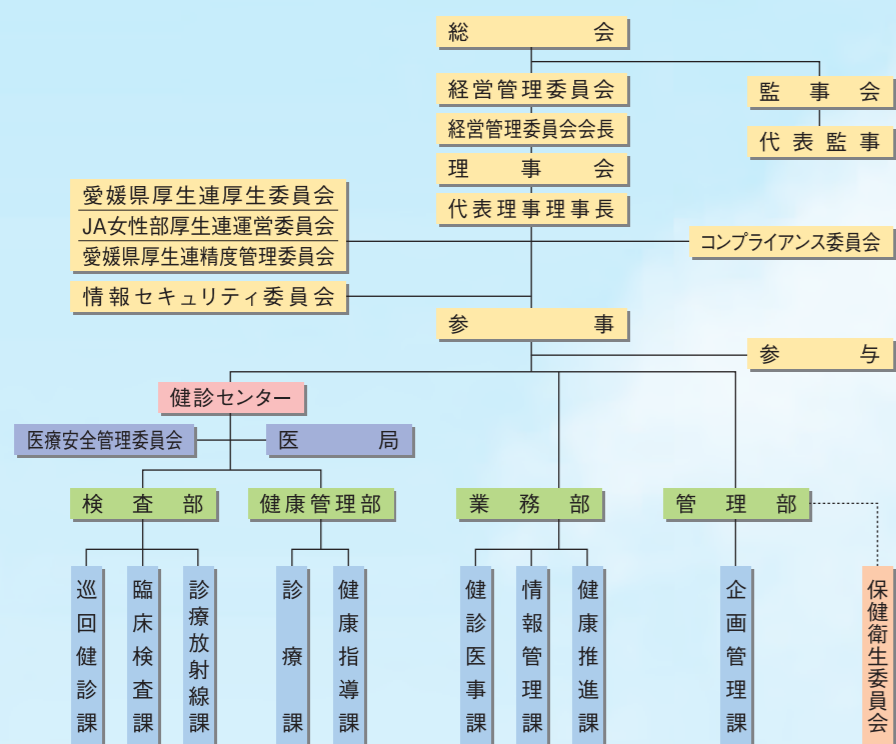 総会
経営管理委員会
監事会
経営管理委員会会長
代表監事
理事会
代表理事理事長
愛媛県厚生連厚生委員会
JA女性部厚生連運営委員会
愛媛県厚生連精度管理委員会
コンプライアンス委員会
情報セキュリティ委員会
参事
参与
健診センター
医療安全管理委員会
医局
検査部
健康管理部
業務部
管理部
巡回健診課
臨床検査課
診療放射線課
診療課
健康指導課
健診医事課
情報管理課
健康推進課
企画管理課
保健衛生委員会